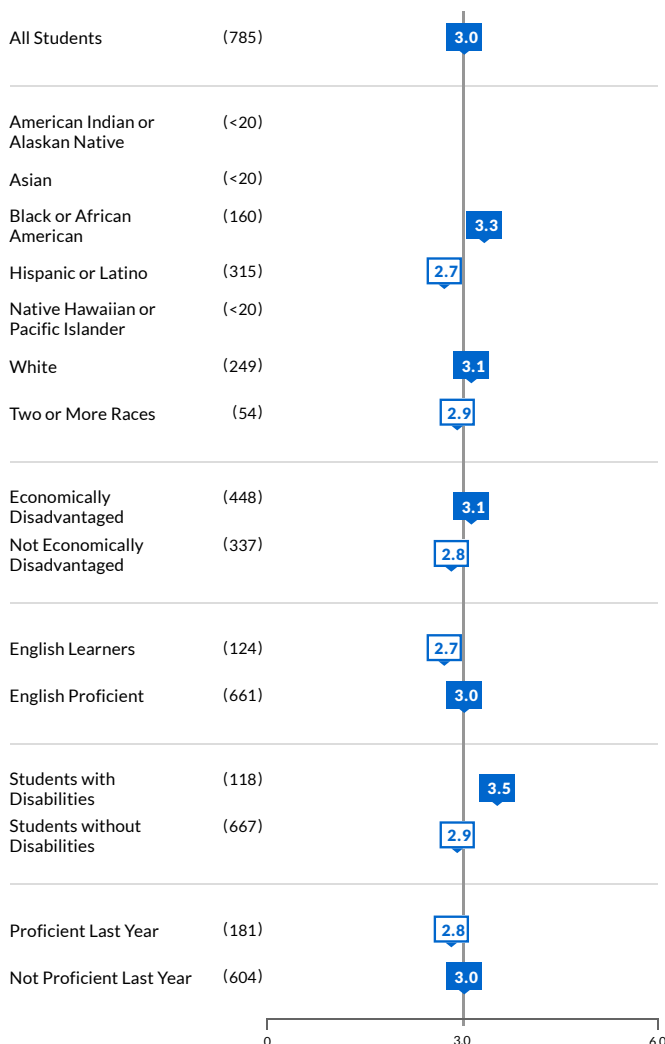 All Students (785) 3.0
American Indian or (<20)
Alaskan Native
Asian (<20)
Black or African (160) 3.3
American
Hispanic or Latino (315) 2.7
Native Hawaiian or (<20)
Pacific Islander
White (249) 3.1
Two or More Races (54) 2.9
Economically (448) 3.1
Disadvantaged
Not Economically (337) 2.8
Disadvantaged
English Learners (124) 2.7
English Proficient (661) 3.0
Students with (118) 3.5
Disabilities
Students without (667) 2.9
Disabilities
Proficient Last Year (181) 2.8
Not Proficient Last Year (604) 3.0
0 3.0 6.0